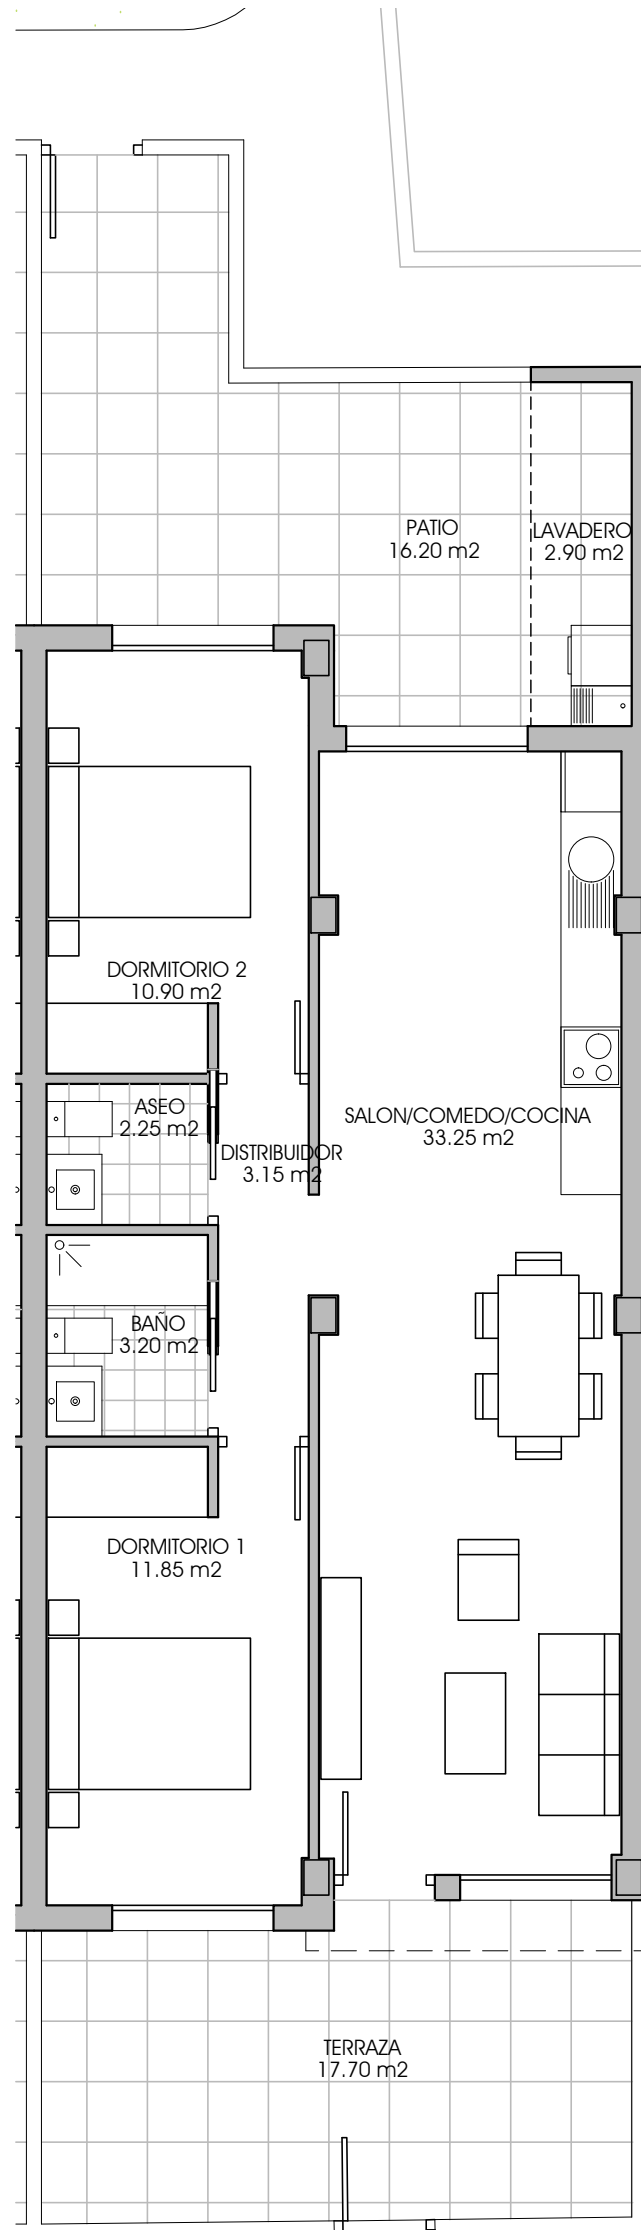 PATIO
16.20 m2
LAVADERO
2.90 m2
DORMITORIO 2
10.90 m2
ASEO
2.25 m2
DISTRIBUIDOR
3.15 m2
SALON/COMEDO/COCINA
33.25 m2
BAÑO
3.20 m2
DORMITORIO 1
11.85 m2
TERRAZA
17.70 m2